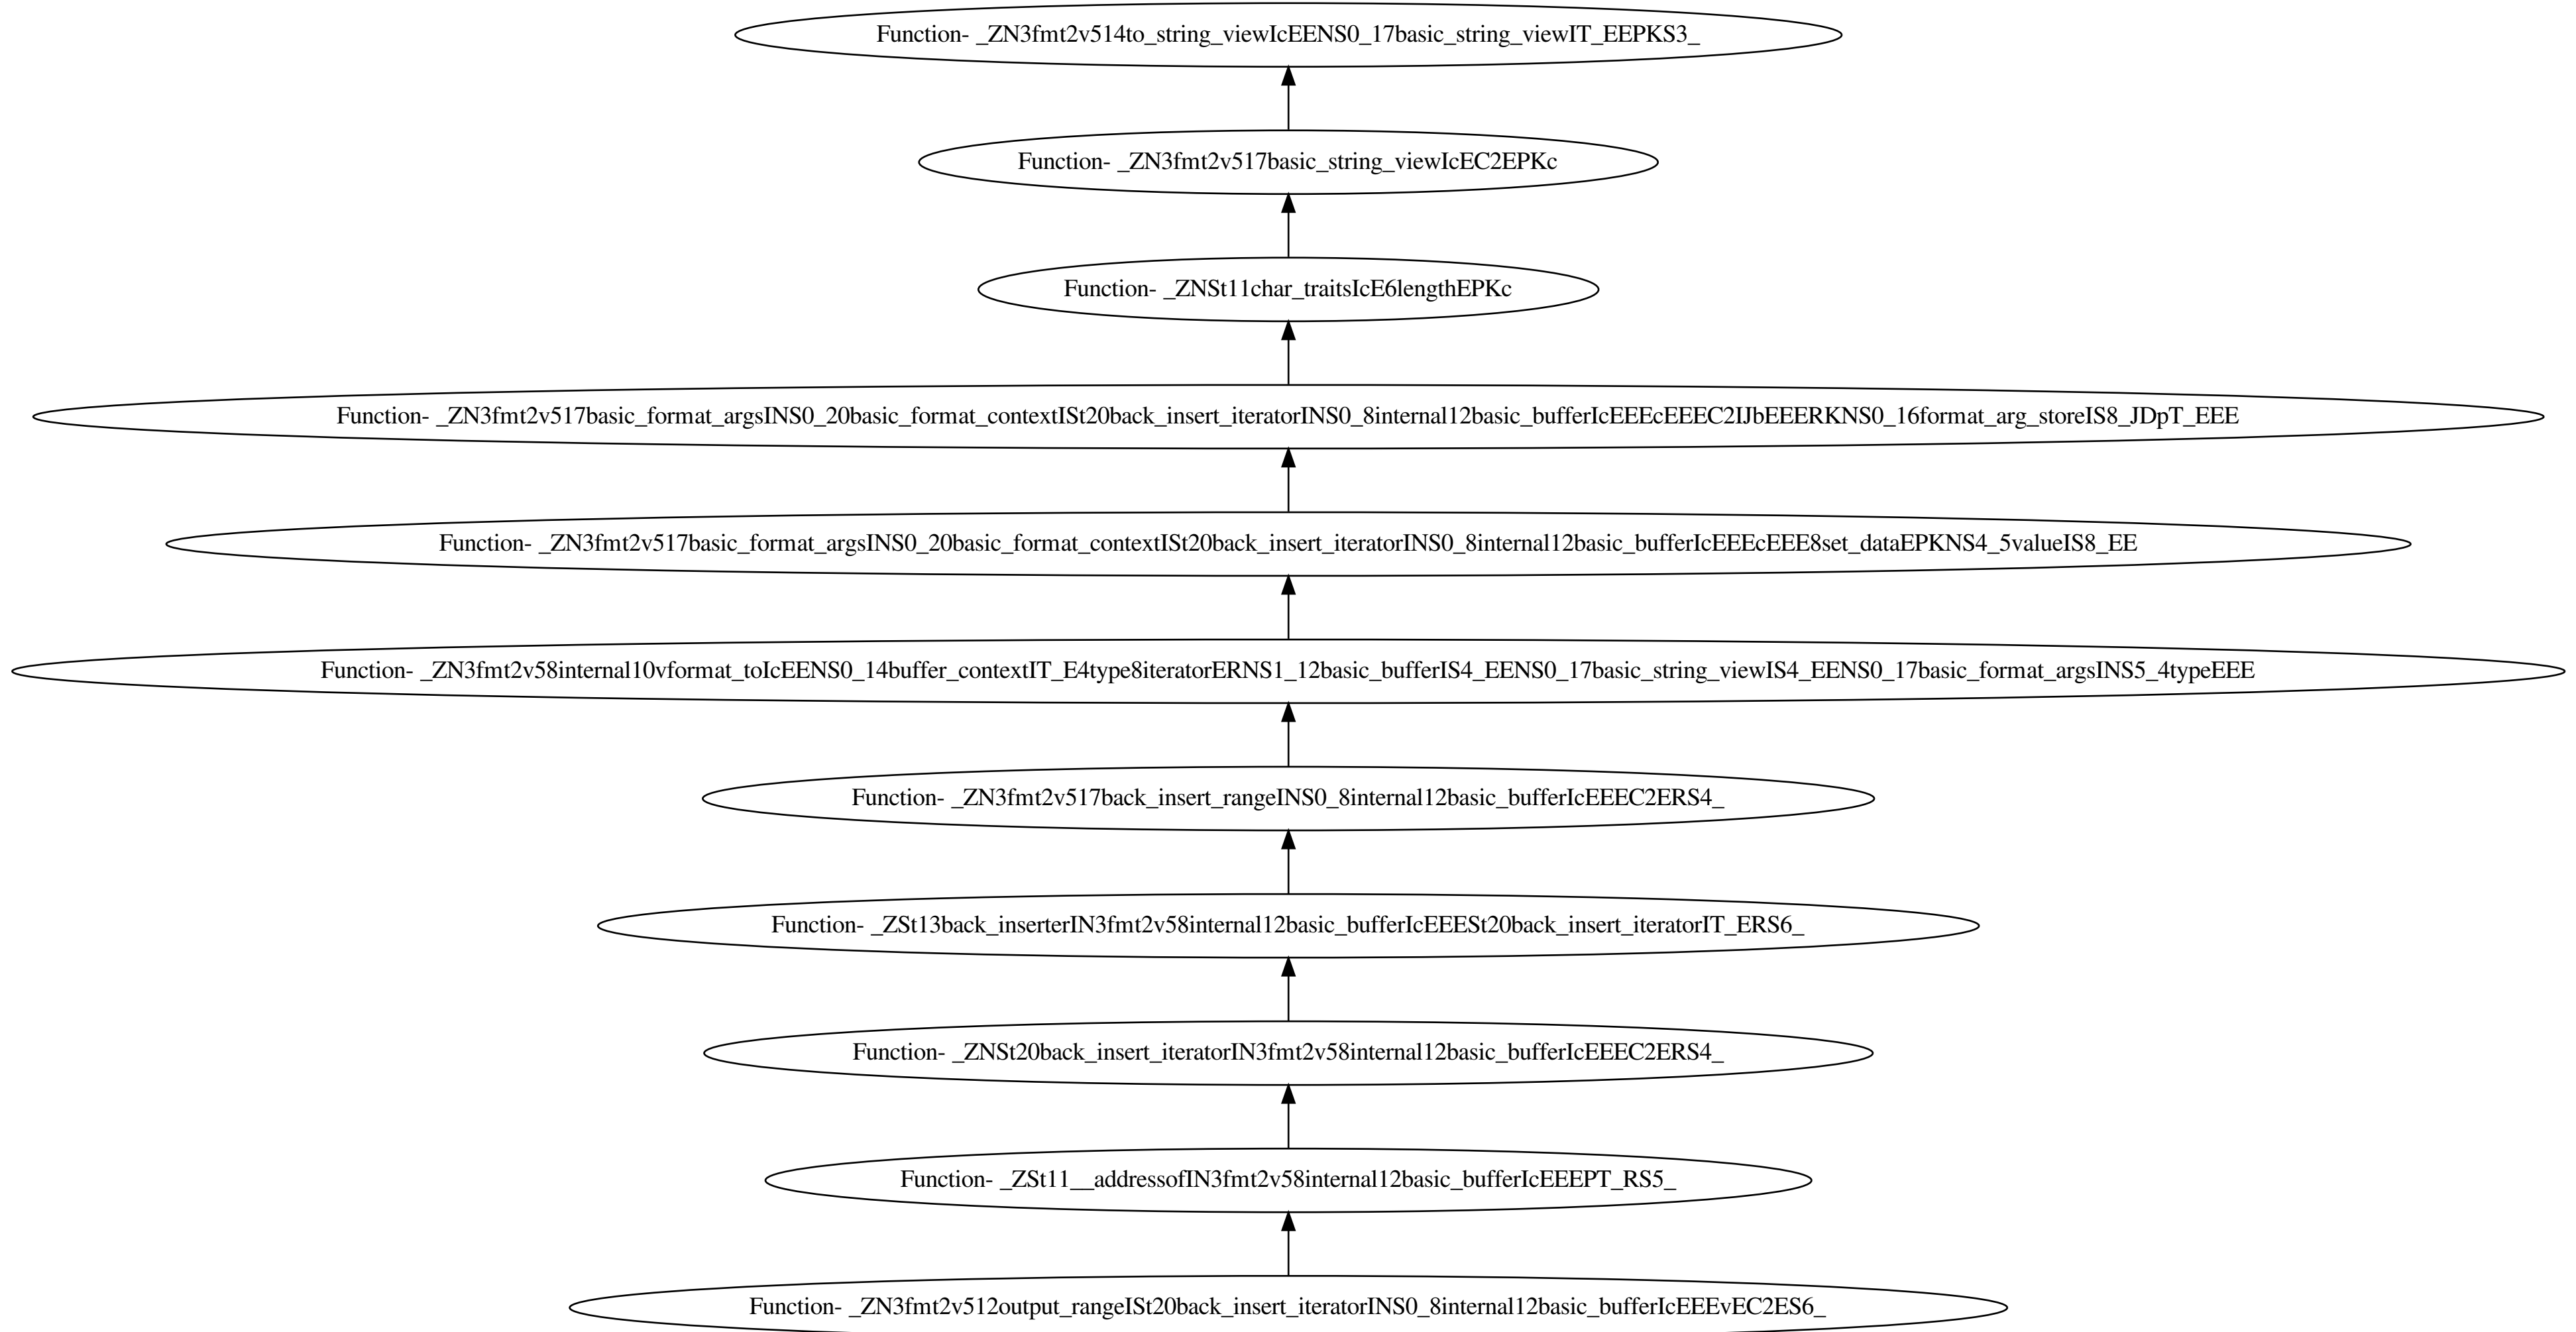 Function- _ZN3fmt2v514to_string_viewIcEENS0_17basic_string_viewIT_EEPKS3_
Function- _ZN3fmt2v517basic_string_viewIcEC2EPKc
Function- _ZNSt11char_traitsIcE6lengthEPKc
Function- _ZN3fmt2v517basic_format_argsINS0_20basic_format_contextISt20back_insert_iteratorINS0_8internal12basic_bufferIcEEEcEEEC2IJbEEERKNS0_16format_arg_storeIS8_JDpT_EEE
Function- _ZN3fmt2v517basic_format_argsINS0_20basic_format_contextISt20back_insert_iteratorINS0_8internal12basic_bufferIcEEEcEEE8set_dataEPKNS4_5valueIS8_EE
Function- _ZN3fmt2v58internal10vformat_toIcEENS0_14buffer_contextIT_E4type8iteratorERNS1_12basic_bufferIS4_EENS0_17basic_string_viewIS4_EENS0_17basic_format_argsINS5_4typeEEE
Function- _ZN3fmt2v517back_insert_rangeINS0_8internal12basic_bufferIcEEEC2ERS4_
Function- _ZSt13back_inserterIN3fmt2v58internal12basic_bufferIcEEESt20back_insert_iteratorIT_ERS6_
Function- _ZNSt20back_insert_iteratorIN3fmt2v58internal12basic_bufferIcEEEC2ERS4_
Function- _ZSt11__addressofIN3fmt2v58internal12basic_bufferIcEEEPT_RS5_
Function- _ZN3fmt2v512output_rangeISt20back_insert_iteratorINS0_8internal12basic_bufferIcEEEvEC2ES6_